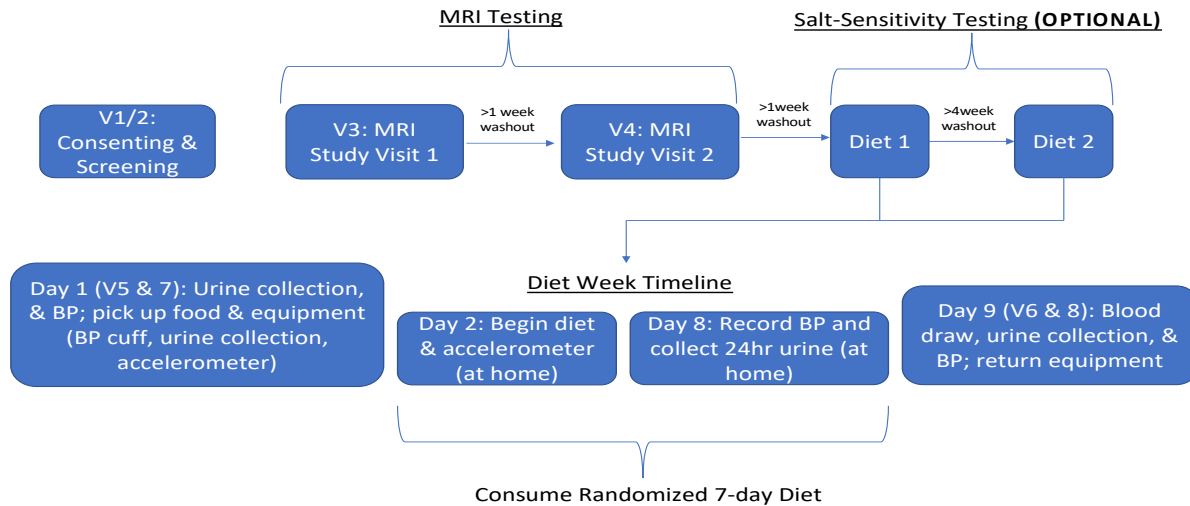 MRI Testing
Salt-Sensitivity Testing (OPTIONAL)
V1/2:
Consenting &
Screening
V3: MRI
Study Visit 1
>1 week
washout
V4: MRI
Study Visit 2
>1week
washout
Diet 1
>4week
washout
Diet 2
Diet Week Timeline
Day 1 (V5 & 7): Urine collection,
& BP; pick up food & equipment
(BP cuff, urine collection,
accelerometer)
Day 2: Begin diet
& accelerometer
(at home)
Day 8: Record BP and
collect 24hr urine (at
home)
Day 9 (V6 & 8): Blood
draw, urine collection, &
BP; return equipment
Consume Randomized 7-day Diet